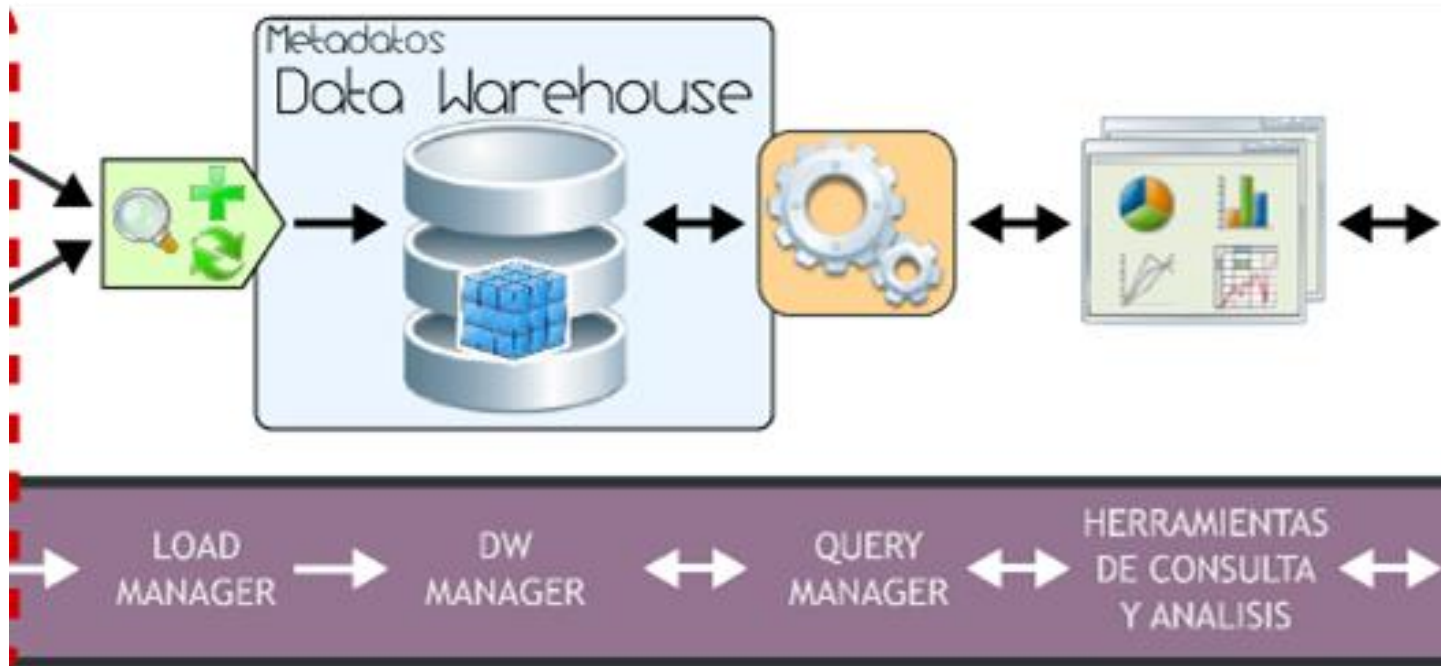 Metadatos
Data Warehouse
LOAD
MANAGER
DW
MANAGER
QUERY
MANAGER
HERRAMIENTAS
DE CONSULTA
Y ANALISIS